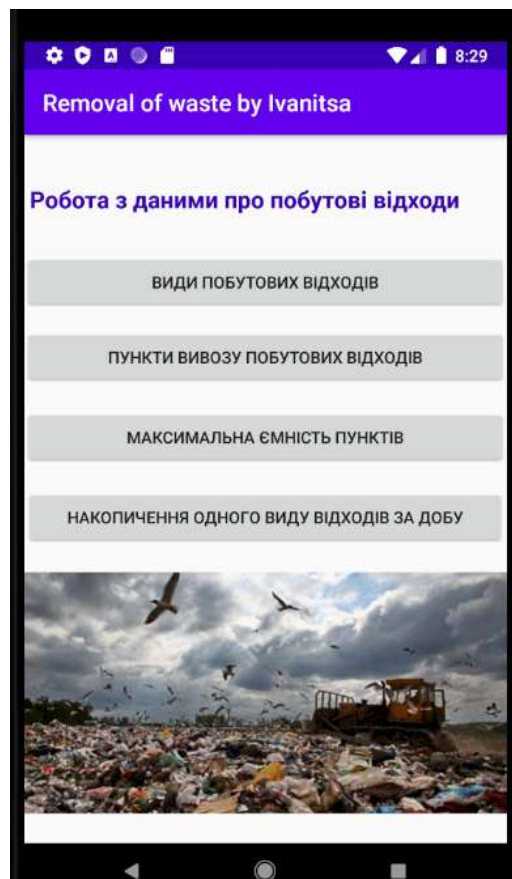 8:29
Removal of waste by Ivanitsa
Робота з даними про побутові відходи
ВИДИ ПОБУТОВИХ ВІДХОДІВ
ПУНКТИ ВИВОЗУ ПОБУТОВИХ ВІДХОДІВ
МАКСИМАЛЬНА ЄМНІСТЬ ПУНКТІВ
НАКОПИЧЕННЯ ОДНОГО ВИДУ ВІДХОДІВ ЗА ДОБУ